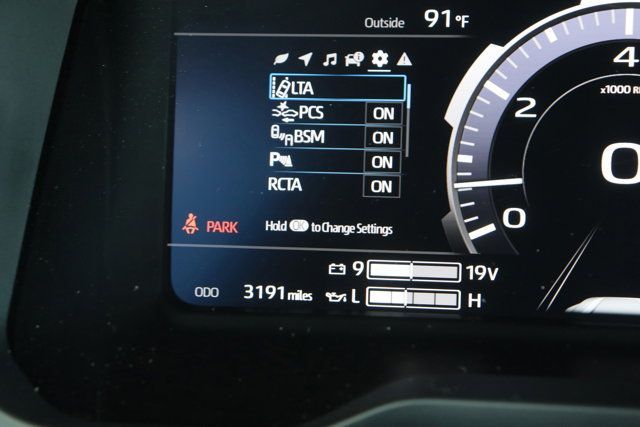 Outside 91°F
LTA
PCS ON
BSM ON
P ON
RCTA ON
PARK
Hold OK to Change Settings
9 19V
ODO 3191 miles L H
4
x1000 R
2
0
0